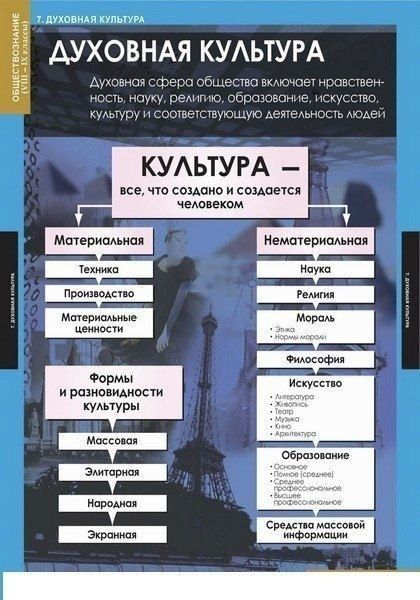 7. ДУХОВНАЯ КУЛЬТУРА
ОБЩЕСТВОЗНАНИЕ
(VIII – IX классы)
ДУХОВНАЯ КУЛЬТУРА
Духовная сфера общества включает нравствен-
ность, науку, религию, образование, искусство,
культуру и соответствующую деятельность людей
КУЛЬТУРА –
все, что создано и создается
человеком
Материальная
Техника
Производство
Материальные
ценности
Формы
и разновидности
культуры
Массовая
Элитарная
Народная
Экранная
Нематериальная
Наука
Религия
Мораль
• Этика
• Нормы морали
Философия
Искусство
• Литература
• Живопись
• Театр
• Музыка
• Кино
• Архитектура
Образование
• Основное
• Полное (среднее)
• Среднее
профессиональное
• Высшее
профессиональное
Средства массовой
информации
7. ДУХОВНАЯ КУЛЬТУРА
7. ДУХОВНАЯ КУЛЬТУРА